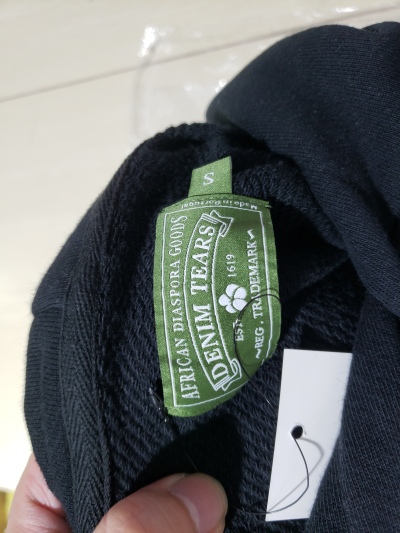 S
Made in Portugal
AFRICAN DIASPORA GOODS
DENIM TEARS
EST. 1619
~REG. TRADEMARK~